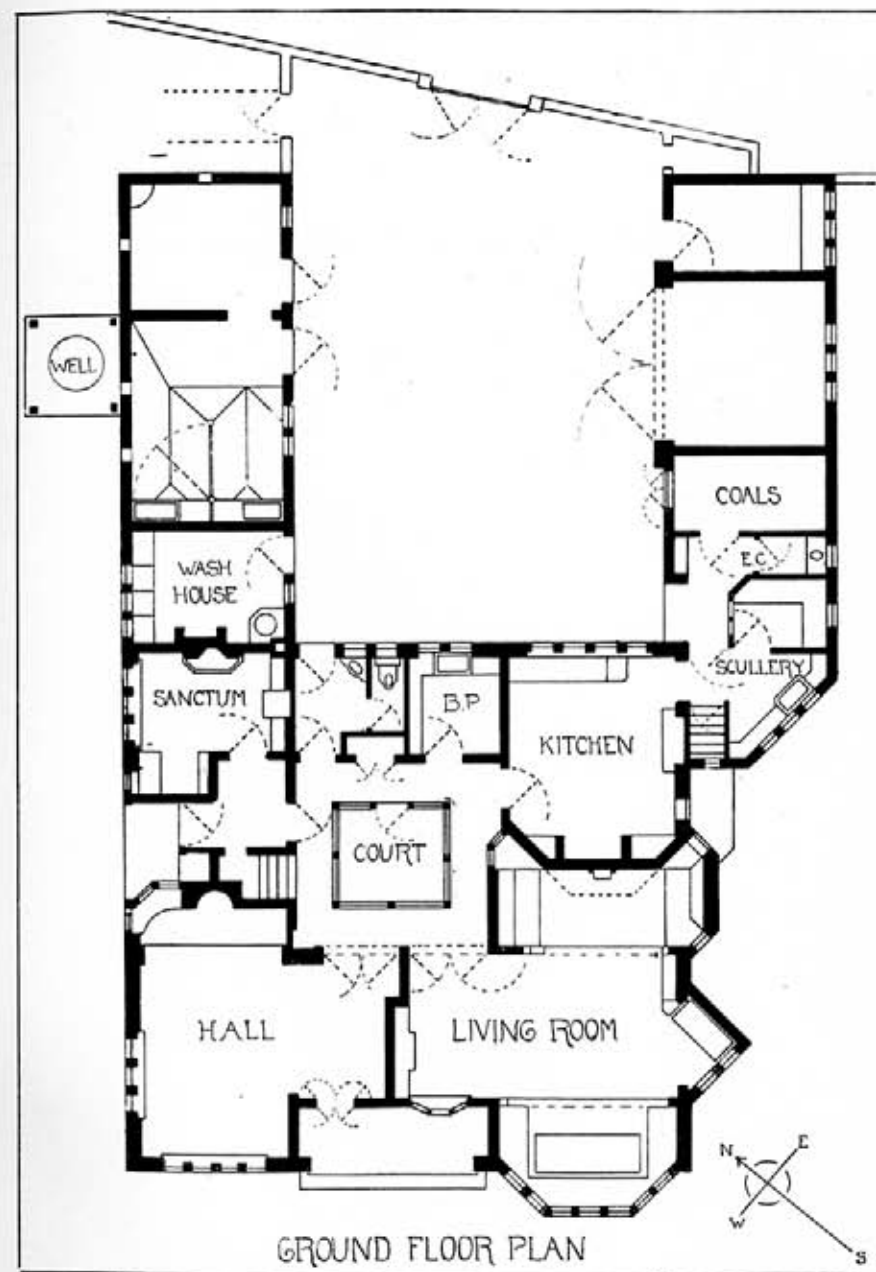 WELL
COALS
E.C
WASH
HOUSE
SCULLERY
SANCTUM
B.P
KITCHEN
COURT
HALL
LIVING ROOM
N
E
W
S
GROUND FLOOR PLAN